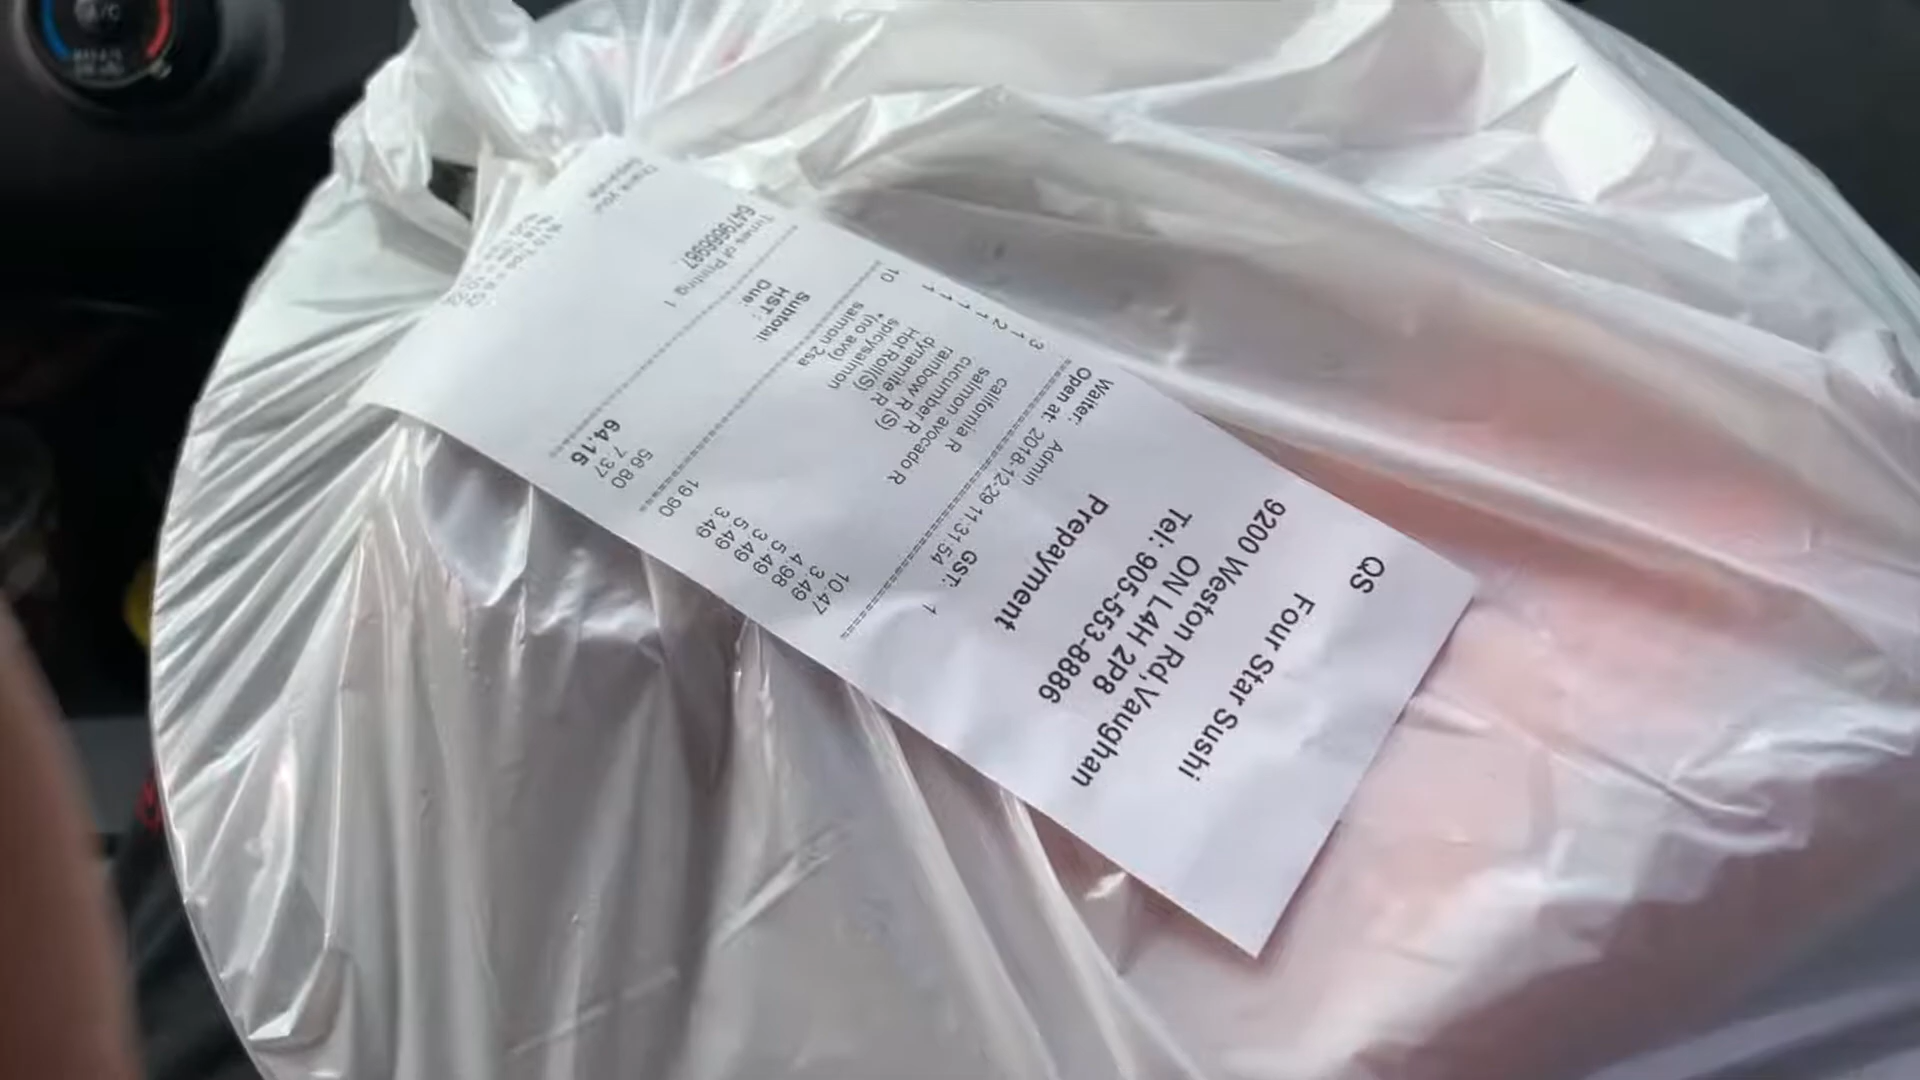 QS
Four Star Sushi
9200 Weston Rd,Vaughan
ON L4H 2P8
Tel: 905-553-8886
Prepayment
Waiter: Admin GST: 1
Open at: 2018-12-29 11:31:54
3 california R 10.47
1 salmon avocado R 3.49
2 cucumber R 4.98
1 rainbow R (S) 5.49
1 dynamite R 3.49
1 Hot Roll(S) 5.49
1 spicysalmon 3.49
*(no avo)
10 salmon 2sa 19.90
Subtotal: 56.80
HST: 7.37
Due: 64.16
Times of Printing 1
Thank you!
A/C